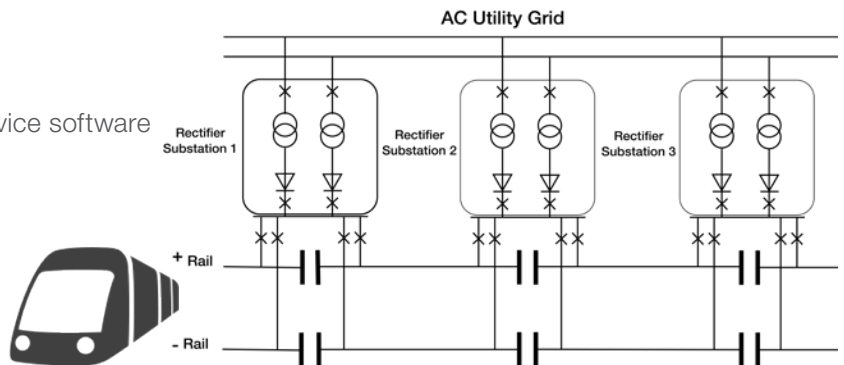 AC Utility Grid
vice software
Rectifier
Substation 1
Rectifier
Substation 2
Rectifier
Substation 3
+ Rail
- Rail